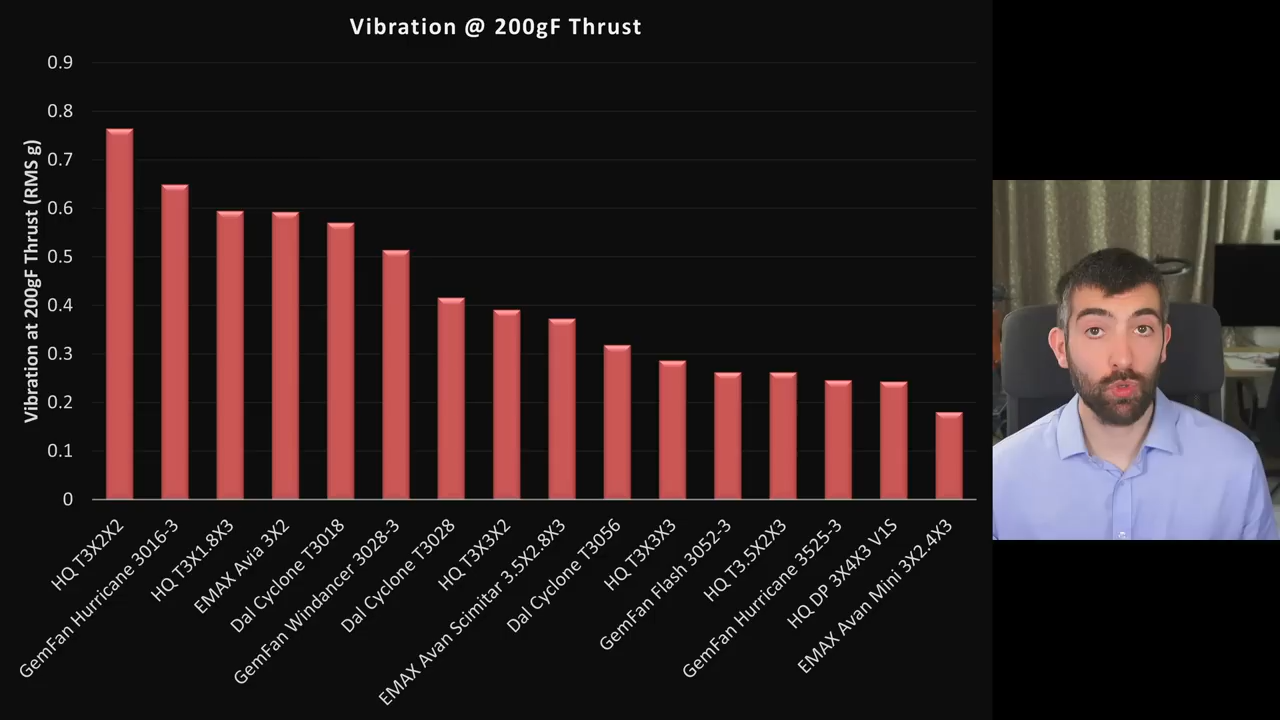 Vibration @ 200gF Thrust
Vibration at 200gF Thrust (RMS g)
0.9
0.8
0.7
0.6
0.5
0.4
0.3
0.2
0.1
0
HQ T3X2X2
GemFan Hurricane 3016-3
HQ T3X1.8X3
EMAX Avia 3X2
Dal Cyclone T3018
GemFan Windancer 3028-3
Dal Cyclone T3028
HQ T3X3X2
EMAX Avan Scimitar 3.5X2.8X3
Dal Cyclone T3056
HQ T3X3X3
GemFan Flash 3052-3
HQ T3.5X2X3
GemFan Hurricane 3525-3
HQ DP 3X4X3 V1S
EMAX Avan Mini 3X2.4X3